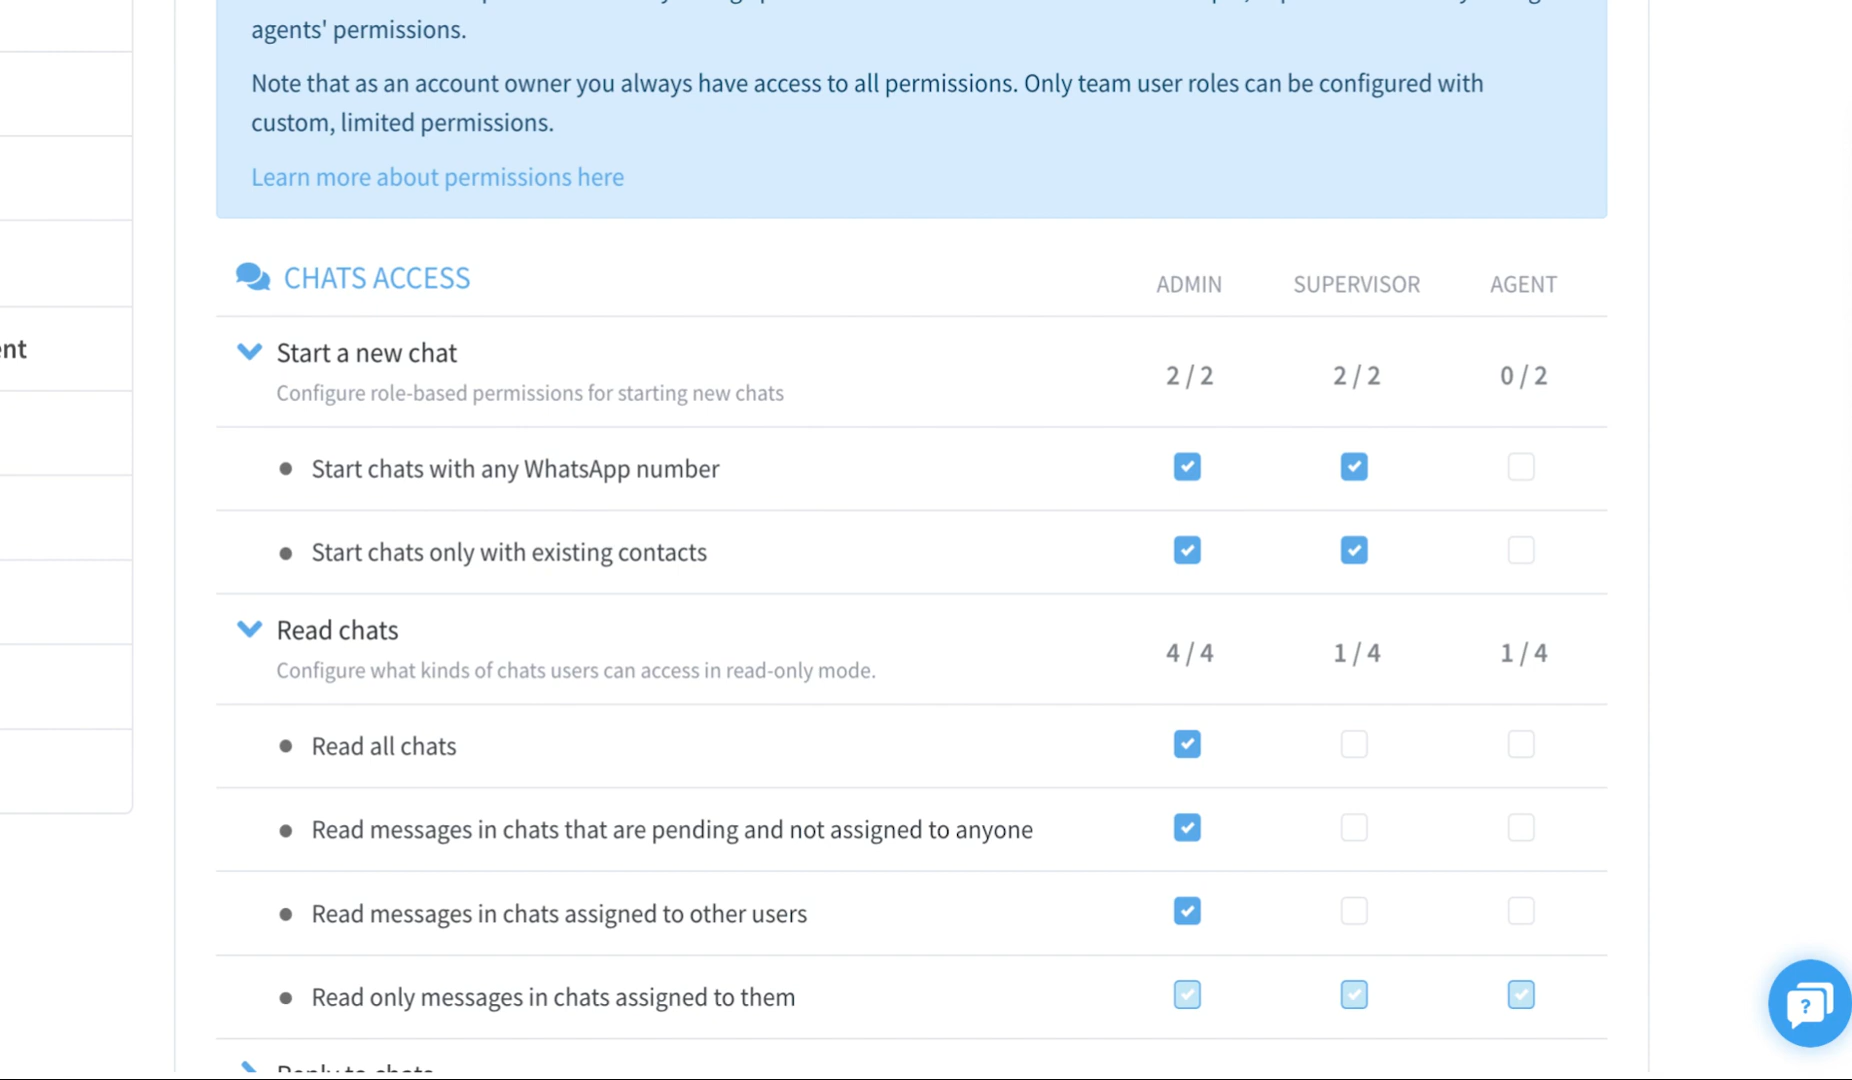 agents' permissions.
Note that as an account owner you always have access to all permissions. Only team user roles can be configured with
custom, limited permissions.
Learn more about permissions here
CHATS ACCESS ADMIN SUPERVISOR AGENT
Start a new chat
Configure role-based permissions for starting new chats
2 / 2 2 / 2 0 / 2
ent
Start chats with any WhatsApp number
Start chats only with existing contacts
Read chats
Configure what kinds of chats users can access in read-only mode.
4 / 4 1 / 4 1 / 4
Read all chats
Read messages in chats that are pending and not assigned to anyone
Read messages in chats assigned to other users
Read only messages in chats assigned to them
?
Reply to chats